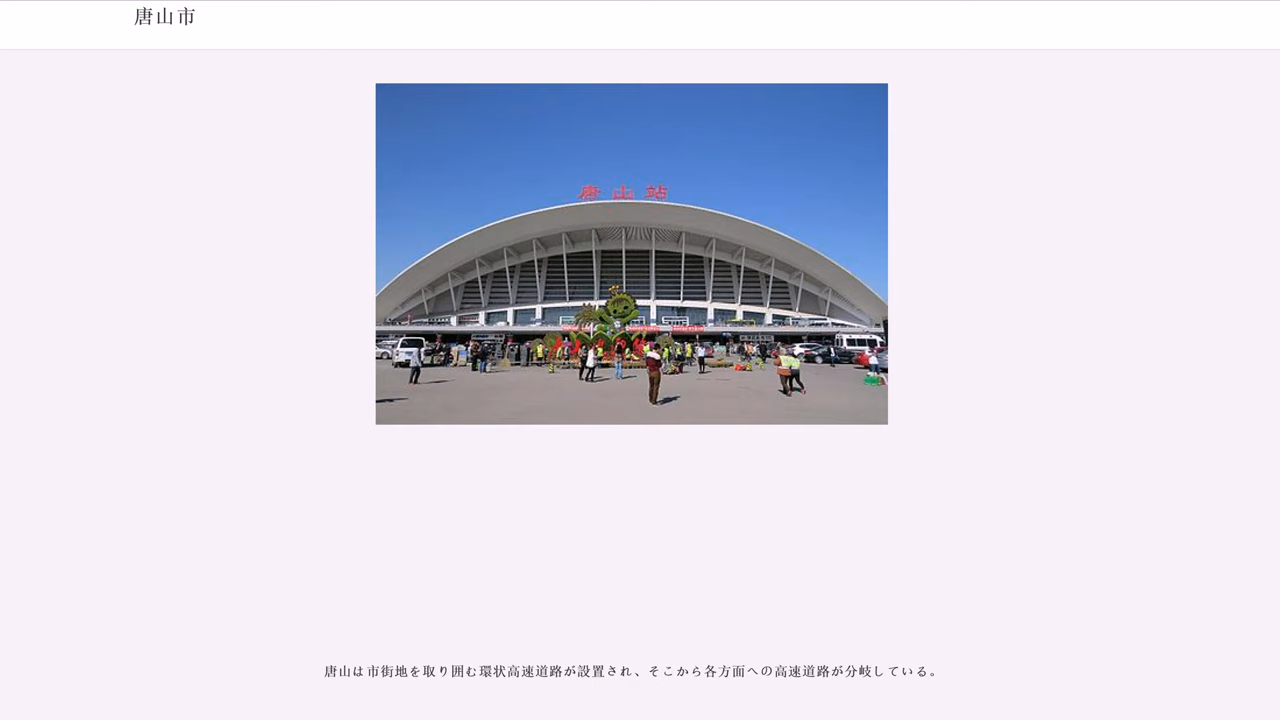 唐山市
唐山站
唐山は市街地を取り囲む環状高速道路が設置され、そこから各方面への高速道路が分岐している。